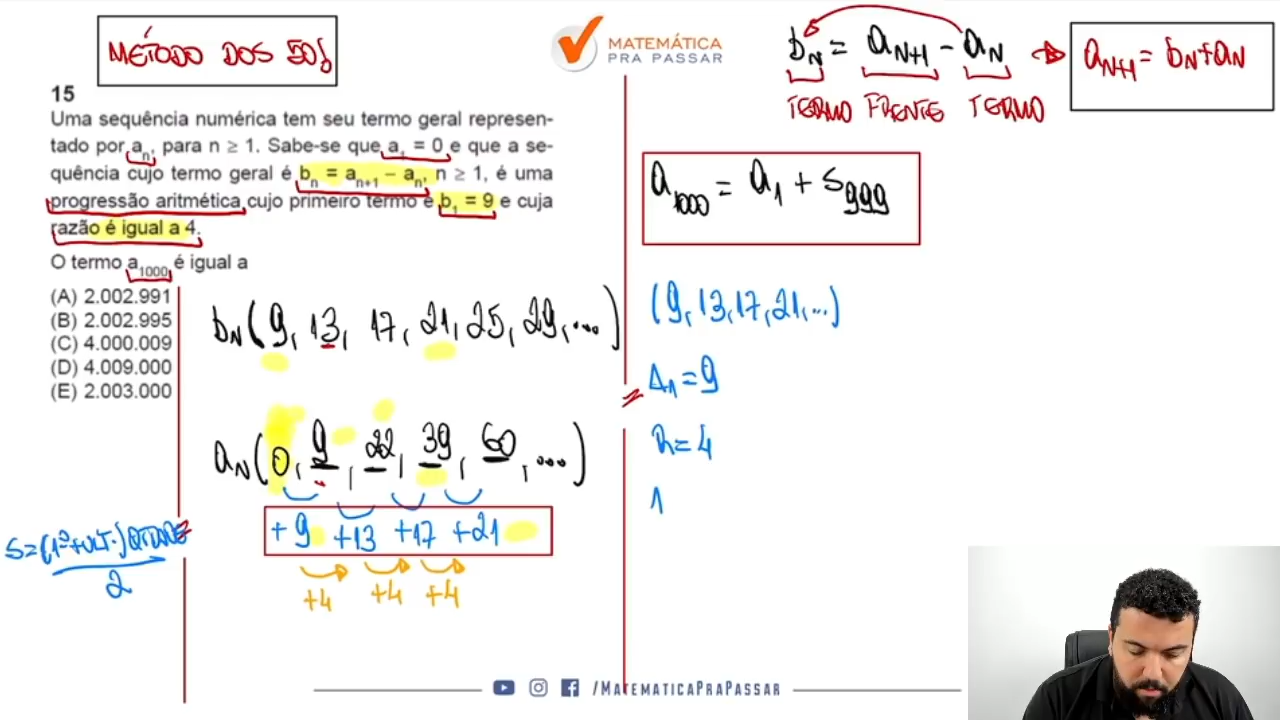 MÉTODO DOS 50%
MATEMÁTICA
PRA PASSAR
15
Uma sequência numérica tem seu termo geral represen-
tado por an, para n ≥ 1. Sabe-se que a1 = 0 e que a se-
quência cujo termo geral é bn = an+1 – an, n ≥ 1, é uma
progressão aritmética cujo primeiro termo é b1 = 9 e cuja
razão é igual a 4.
O termo a1000 é igual a
(A) 2.002.991
(B) 2.002.995
(C) 4.000.009
(D) 4.009.000
(E) 2.003.000
bN (9, 13, 17, 21, 25, 29, ...)
aN (0, 9, 22, 39, 60, ...)
+9 +13 +17 +21
+4 +4 +4
S=(1º+ULT.)QTDADE
2
bN = aN+1 - aN
TERMO FRENTE TERMO
aN+1 = bN+aN
a1000 = a1 + S999
(9, 13, 17, 21, ...)
A1 = 9
R = 4
/MATEMATICAPRAPASSAR